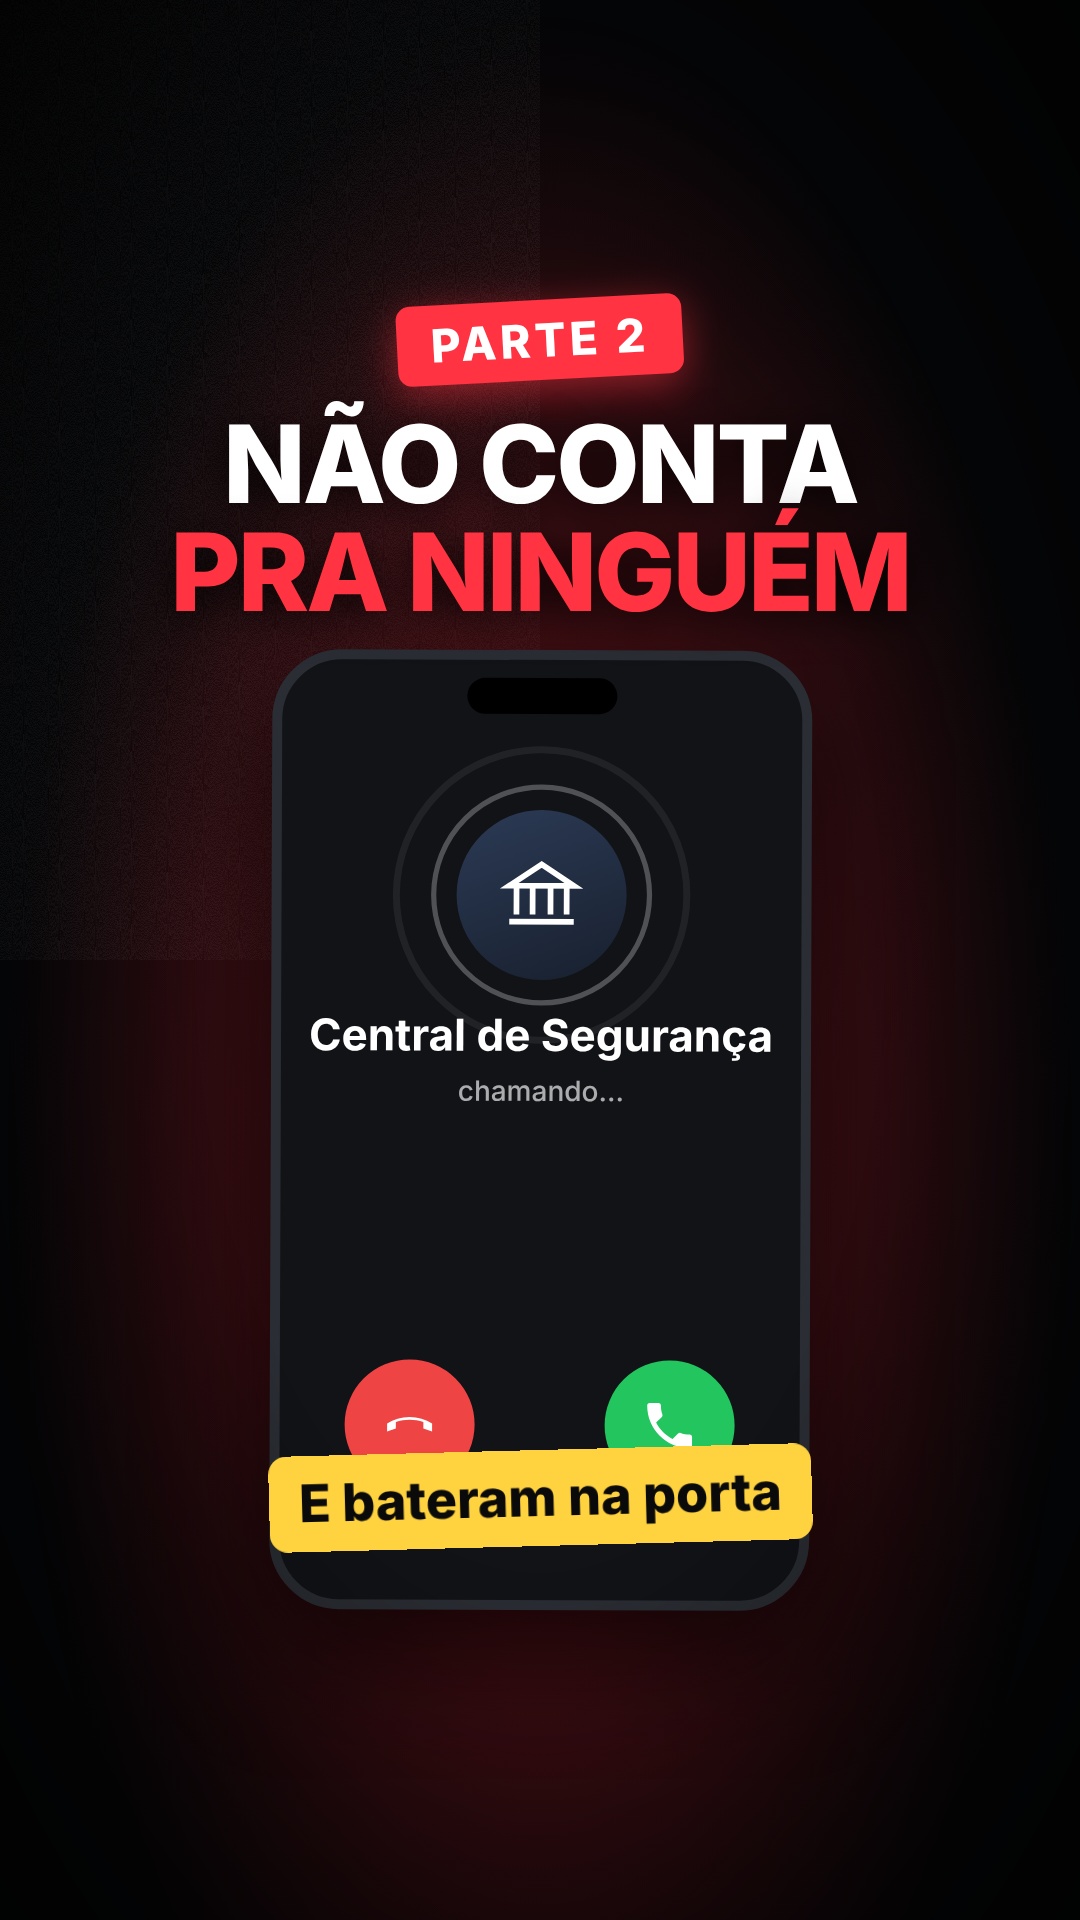 PARTE 2
NÃO CONTA
PRA NINGUÉM
Central de Segurança
chamando...
E bateram na porta